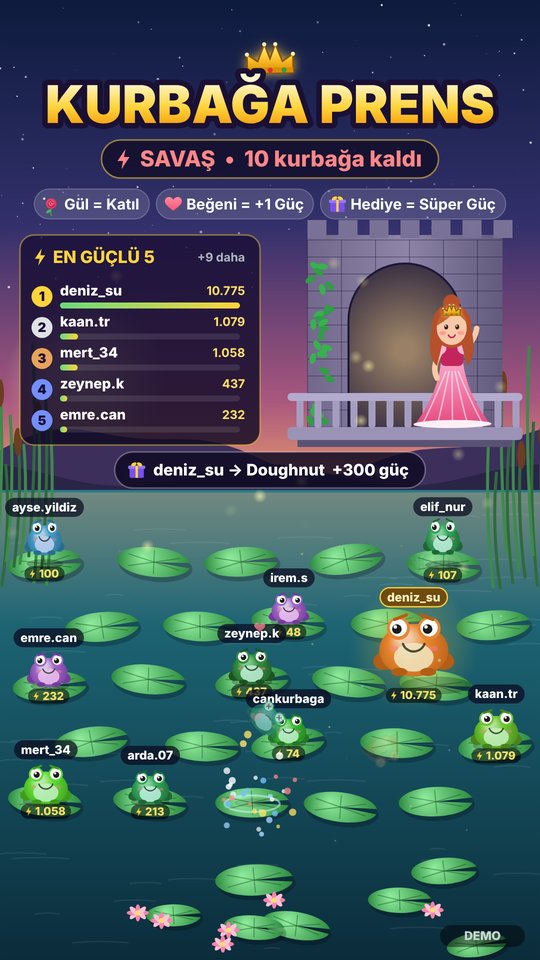 KURBAĞA PRENS
SAVAŞ • 10 kurbağa kaldı
Gül = Katıl
Beğeni = +1 Güç
Hediye = Süper Güç
EN GÜÇLÜ 5
+9 daha
1 deniz_su 10.775
2 kaan.tr 1.079
3 mert_34 1.058
4 zeynep.k 437
5 emre.can 232
deniz_su → Doughnut +300 güç
ayse.yildiz
100
elif_nur
107
irem.s
48
deniz_su
10.775
emre.can
232
zeynep.k
437
cankurbaga
74
kaan.tr
1.079
mert_34
1.058
arda.07
213
DEMO